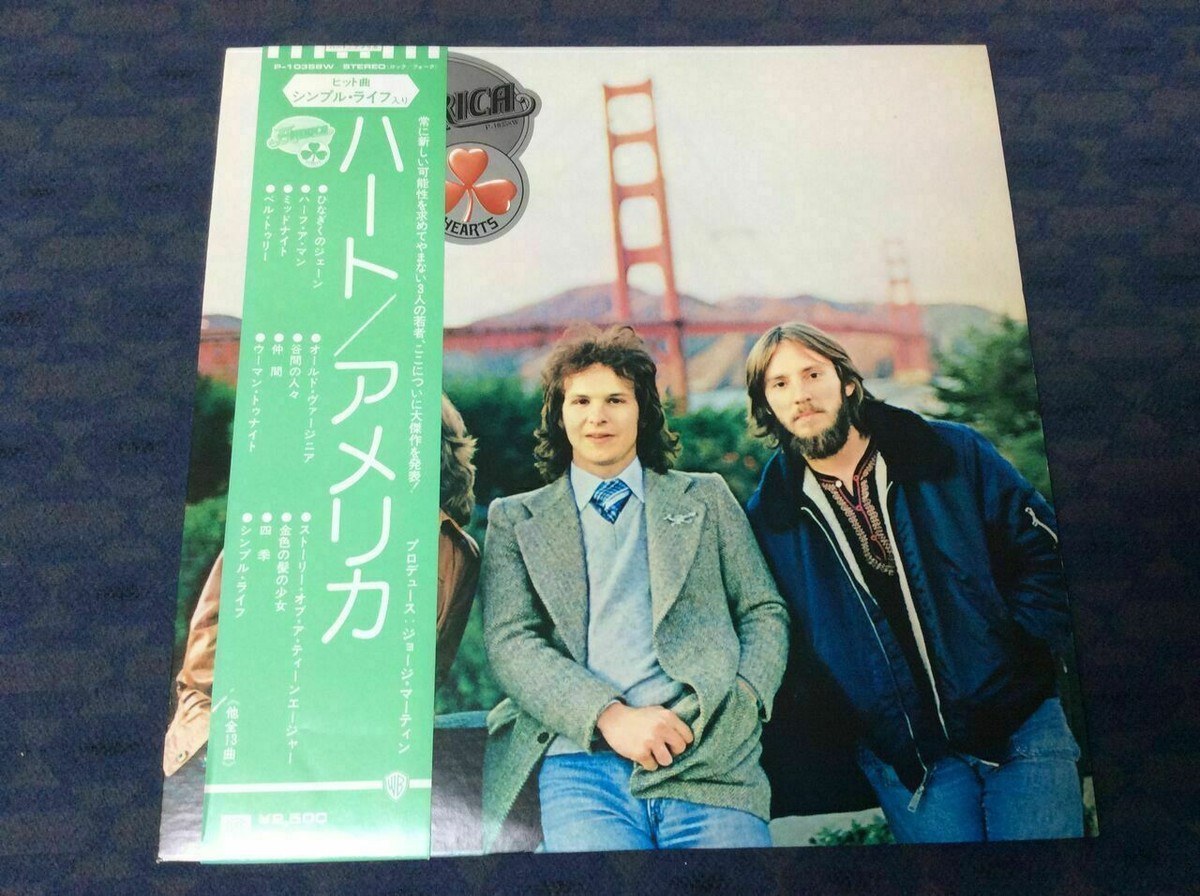 P-10398W STEREO
ヒット曲
シンプル・ライフ入り
ハート/アメリカ
常に新しい可能性を求めてやまない3人の若者、ここについに大傑作を発表!
プロデュース:ジョージ・マーティン
●ひなぎくのジェーン
●ハーフ・ア・マン
●ミッドナイト
●ベル・トゥリー
●オールド・ヴァージニア
●谷間の人々
●仲間
●ウーマン・トゥナイト
●ストーリー・オブ・ア・ティーンエージャー
●金色の髪の少女
●四季
●シンプル・ライフ
〈他全13曲〉
WB
¥2,500
RICA
HEARTS